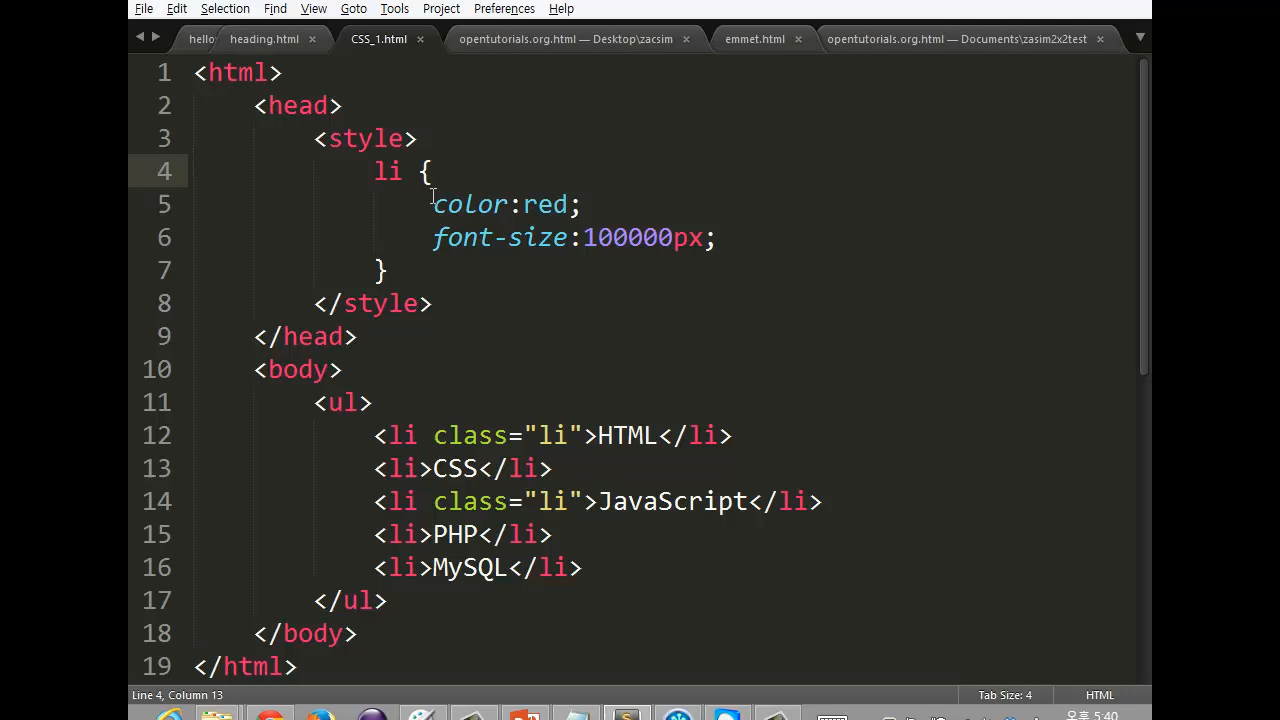 File Edit Selection Find View Goto Tools Project Preferences Help
hello heading.html × CSS_1.html × opentutorials.org.html — Desktop\zacsim × emmet.html × opentutorials.org.html — Documents\zasim2x2test ×
1 <html>
2 <head>
3 <style>
4 li {
5 color:red;
6 font-size:100000px;
7 }
8 </style>
9 </head>
10 <body>
11 <ul>
12 <li class="li">HTML</li>
13 <li>CSS</li>
14 <li class="li">JavaScript</li>
15 <li>PHP</li>
16 <li>MySQL</li>
17 </ul>
18 </body>
19 </html>
Line 4, Column 13 Tab Size: 4 HTML
오후 5:40